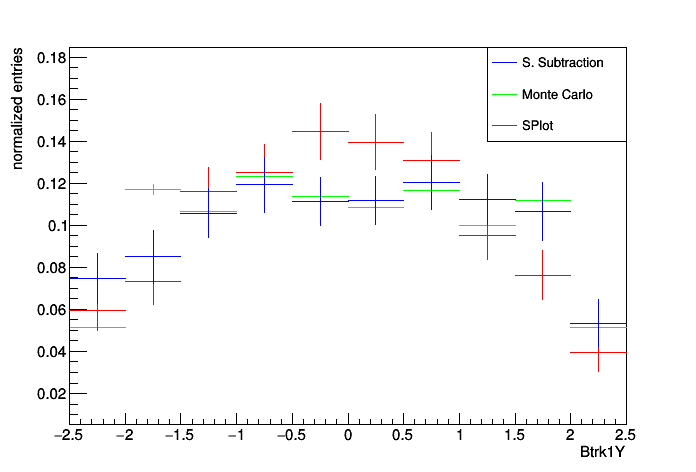 normalized entries
0.18
0.16
0.14
0.12
0.1
0.08
0.06
0.04
0.02
S. Subtraction
Monte Carlo
SPlot
−2.5 −2 −1.5 −1 −0.5 0 0.5 1 1.5 2 2.5
Btrk1Y